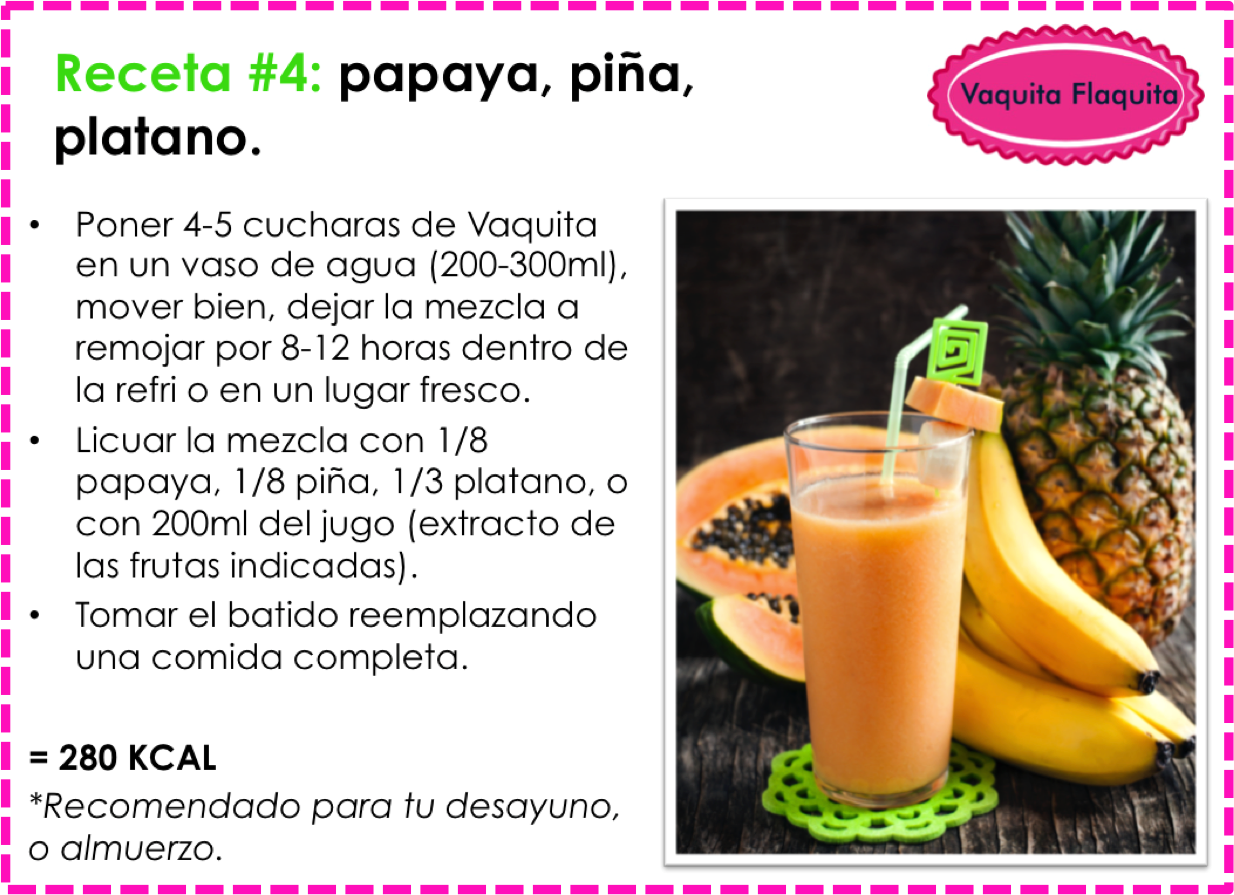 Receta #4: papaya, piña,
platano.
Vaquita Flaquita
• Poner 4-5 cucharas de Vaquita
en un vaso de agua (200-300ml),
mover bien, dejar la mezcla a
remojar por 8-12 horas dentro de
la refri o en un lugar fresco.
• Licuar la mezcla con 1/8
papaya, 1/8 piña, 1/3 platano, o
con 200ml del jugo (extracto de
las frutas indicadas).
• Tomar el batido reemplazando
una comida completa.
= 280 KCAL
*Recomendado para tu desayuno,
o almuerzo.